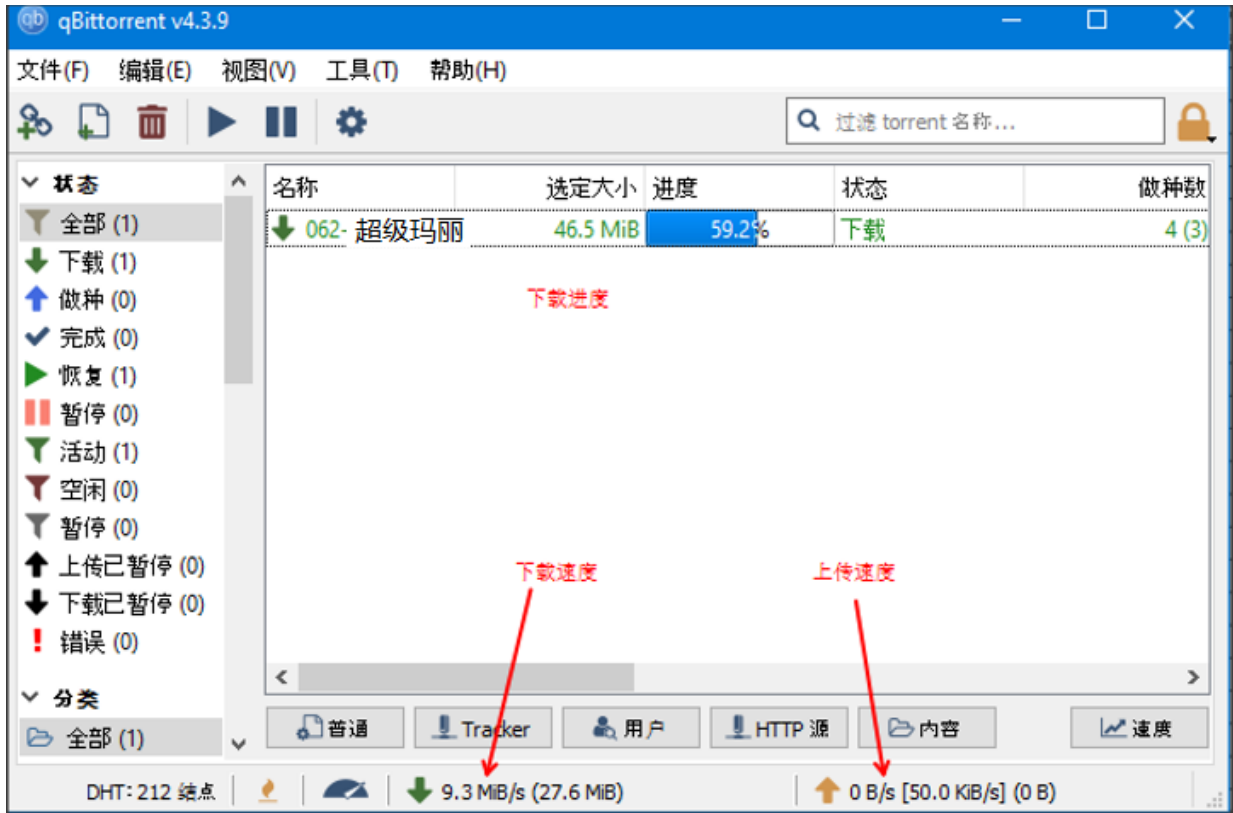 qb qBittorrent v4.3.9
文件(F) 编辑(E) 视图(V) 工具(T) 帮助(H)
过滤 torrent 名称...
状态
全部 (1)
下载 (1)
做种 (0)
完成 (0)
恢复 (1)
暂停 (0)
活动 (1)
空闲 (0)
暂停 (0)
上传已暂停 (0)
下载已暂停 (0)
错误 (0)
分类
全部 (1)
名称 选定大小 进度 状态 做种数
062- 超级玛丽 46.5 MiB 59.2% 下载 4 (3)
下载进度
下载速度 上传速度
普通 Tracker 用户 HTTP 源 内容 速度
DHT: 212 结点 9.3 MiB/s (27.6 MiB) 0 B/s [50.0 KiB/s] (0 B)